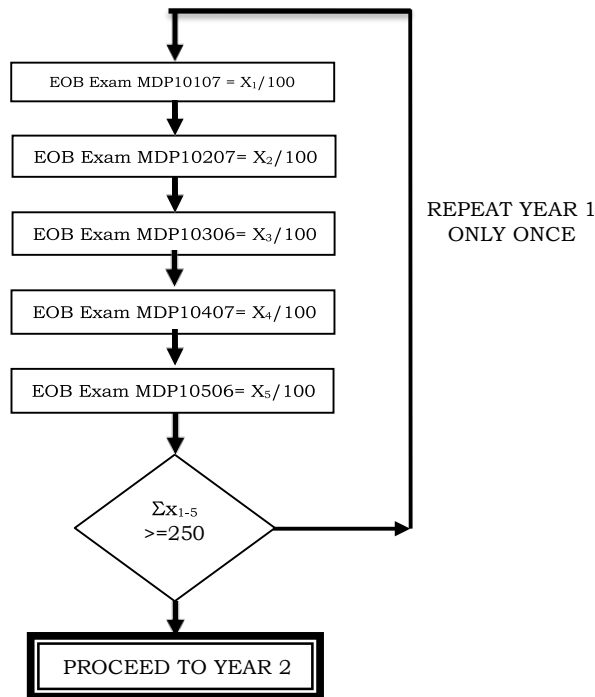 EOB Exam MDP10107 = X₁/100
EOB Exam MDP10207= X₂/100
EOB Exam MDP10306= X₃/100
EOB Exam MDP10407= X₄/100
EOB Exam MDP10506= X₅/100
REPEAT YEAR 1
ONLY ONCE
Σx₁₋₅
>=250
PROCEED TO YEAR 2